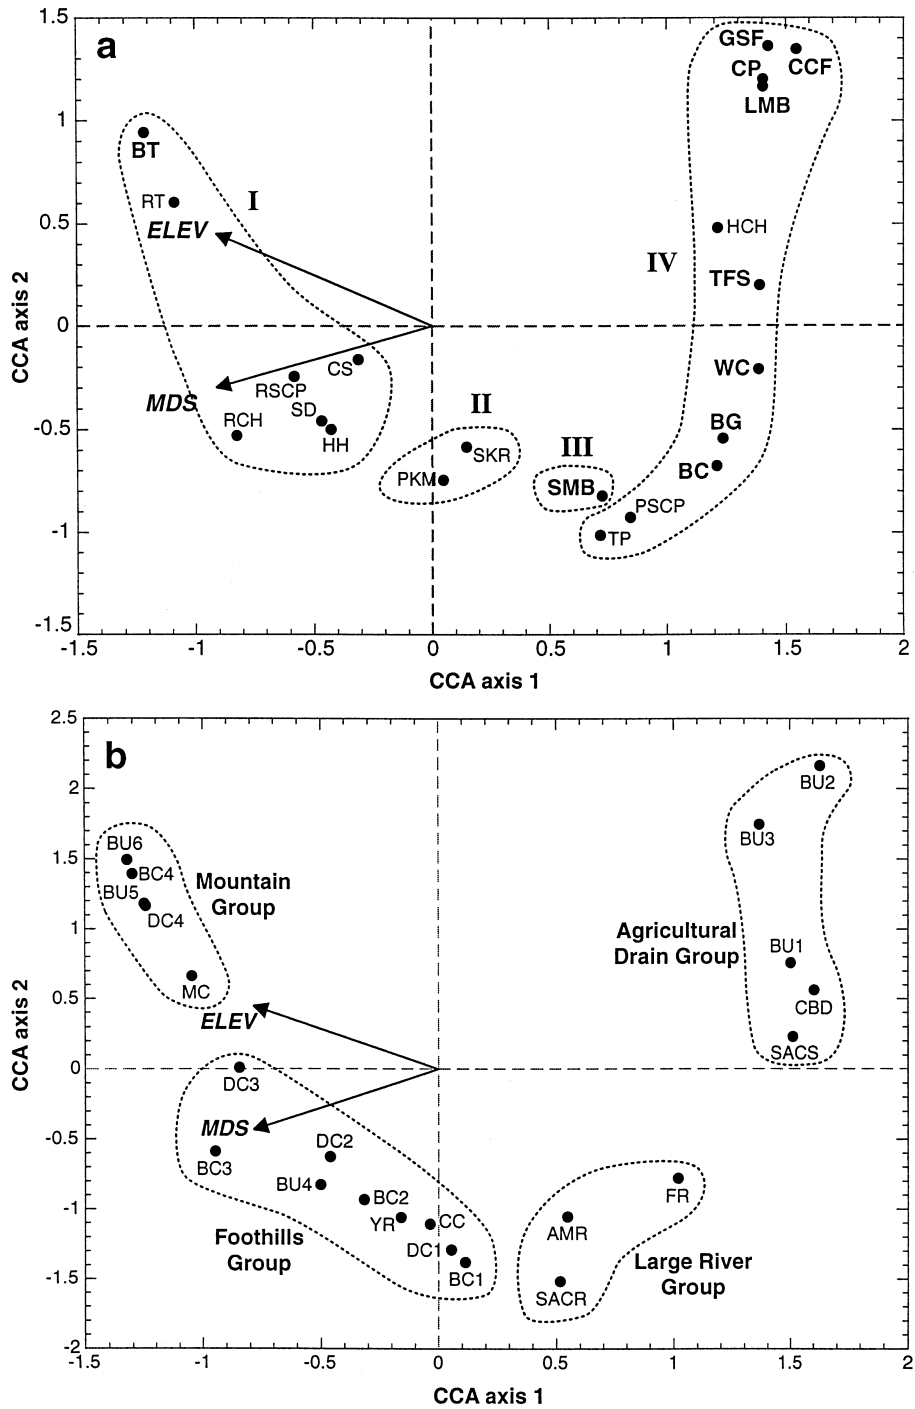 1.5
a
GSF
CCF
CP
LMB
1
BT
RT
I
ELEV
0.5
HCH
IV
TFS
CCA axis 2
0
CS
WC
RSCP
MDS
SD
II
RCH
BG
-0.5
HH
III
SKR
BC
PKM
SMB
PSCP
-1
TP
-1.5
-1.5 -1 -0.5 0 0.5 1 1.5 2
CCA axis 1
2.5
b
2
BU2
BU3
BU6
1.5
BC4
Mountain
Group
BU5
DC4
Agricultural
Drain Group
1
BU1
MC
0.5
CBD
ELEV
CCA axis 2
SACS
0
DC3
MDS
-0.5
DC2
BC3
BU4
BC2
FR
-1
YR
CC
AMR
Foothills
Group
DC1
Large River
Group
BC1
-1.5
SACR
-2
-1.5 -1 -0.5 0 0.5 1 1.5 2
CCA axis 1